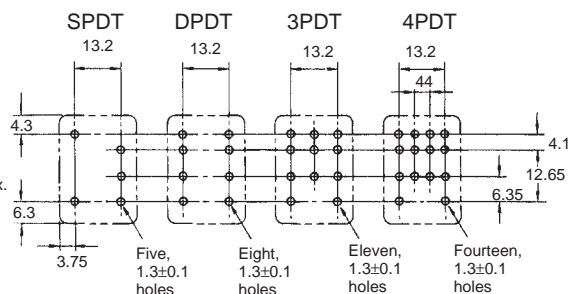 SPDT DPDT 3PDT 4PDT
13.2 13.2 13.2 13.2
44
4.3
4.1
12.65
x.
6.35
6.3
3.75
Five, Eight, Eleven, Fourteen,
1.3±0.1 1.3±0.1 1.3±0.1 1.3±0.1
holes holes holes holes